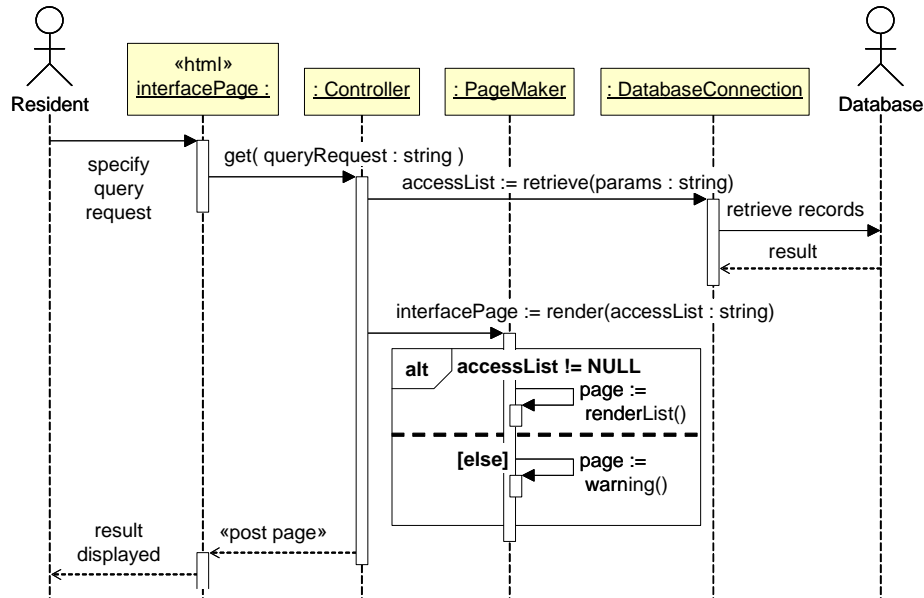 «html»
interfacePage :
: Controller
: PageMaker
: DatabaseConnection
Resident
Database
specify
query
request
get( queryRequest : string )
accessList := retrieve(params : string)
retrieve records
result
interfacePage := render(accessList : string)
alt
accessList != NULL
page :=
renderList()
[else]
page :=
warning()
result
displayed
«post page»